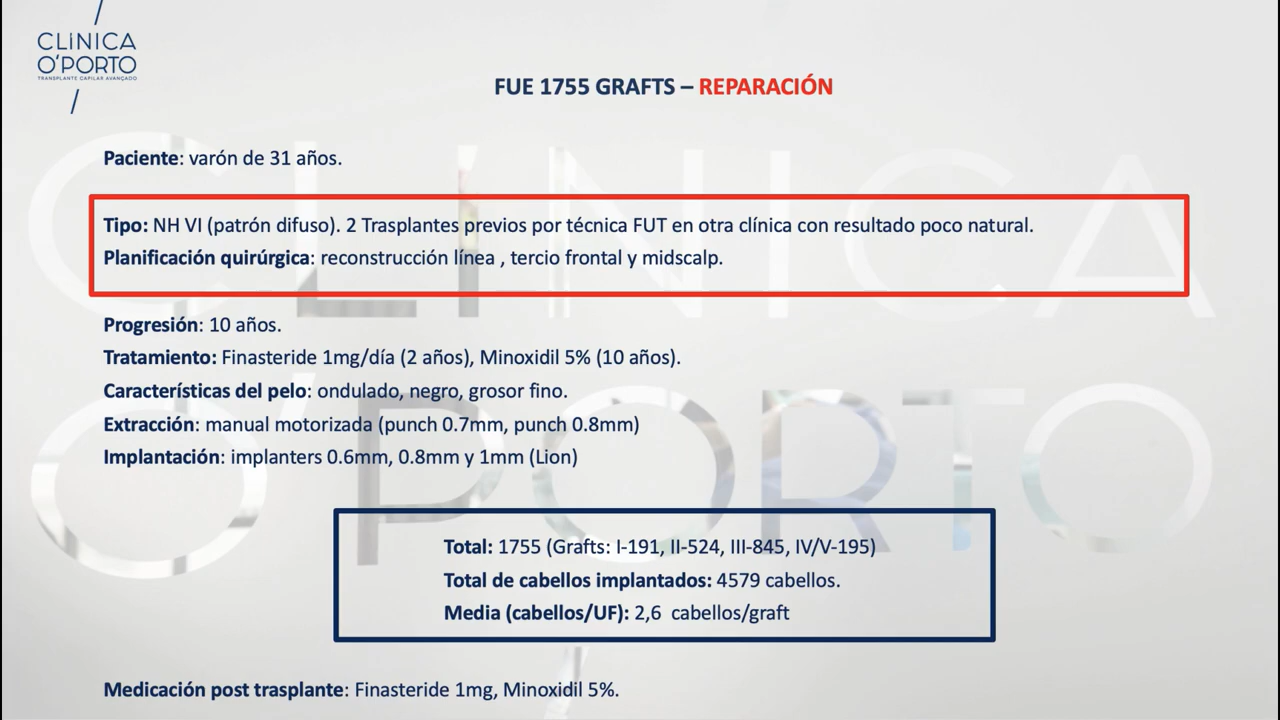 CLÍNICA
O'PORTO
TRANSPLANTE CAPILAR AVANÇADO
FUE 1755 GRAFTS – REPARACIÓN
Paciente: varón de 31 años.
Tipo: NH VI (patrón difuso). 2 Trasplantes previos por técnica FUT en otra clínica con resultado poco natural.
Planificación quirúrgica: reconstrucción línea , tercio frontal y midscalp.
Progresión: 10 años.
Tratamiento: Finasteride 1mg/día (2 años), Minoxidil 5% (10 años).
Características del pelo: ondulado, negro, grosor fino.
Extracción: manual motorizada (punch 0.7mm, punch 0.8mm)
Implantación: implanters 0.6mm, 0.8mm y 1mm (Lion)
Total: 1755 (Grafts: I-191, II-524, III-845, IV/V-195)
Total de cabellos implantados: 4579 cabellos.
Media (cabellos/UF): 2,6 cabellos/graft
Medicación post trasplante: Finasteride 1mg, Minoxidil 5%.
CLÍNICA
O'PORTO